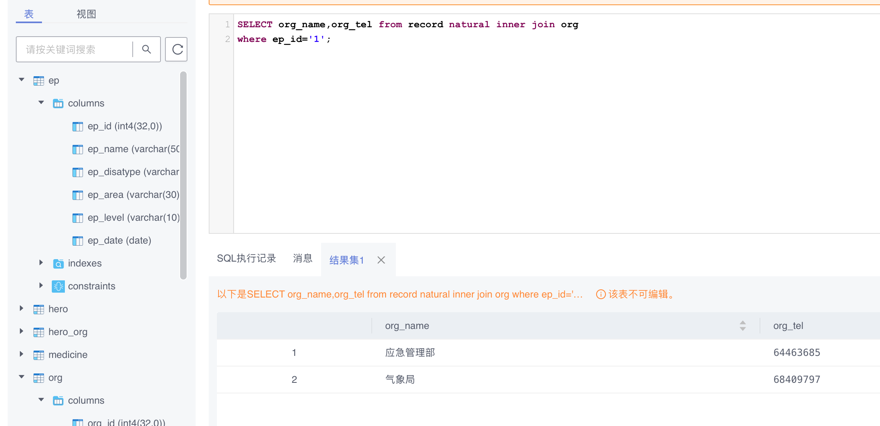 表 视图
请按关键词搜索
ep
columns
ep_id (int4(32,0))
ep_name (varchar(50
ep_disatype (varchar
ep_area (varchar(30)
ep_level (varchar(10)
ep_date (date)
indexes
constraints
hero
hero_org
medicine
org
columns
org_id (int4(32,0))
1 SELECT org_name,org_tel from record natural inner join org
2 where ep_id='1';
SQL执行记录 消息 结果集1
以下是SELECT org_name,org_tel from record natural inner join org where ep_id='... 该表不可编辑。
org_name org_tel
1 应急管理部 64463685
2 气象局 68409797